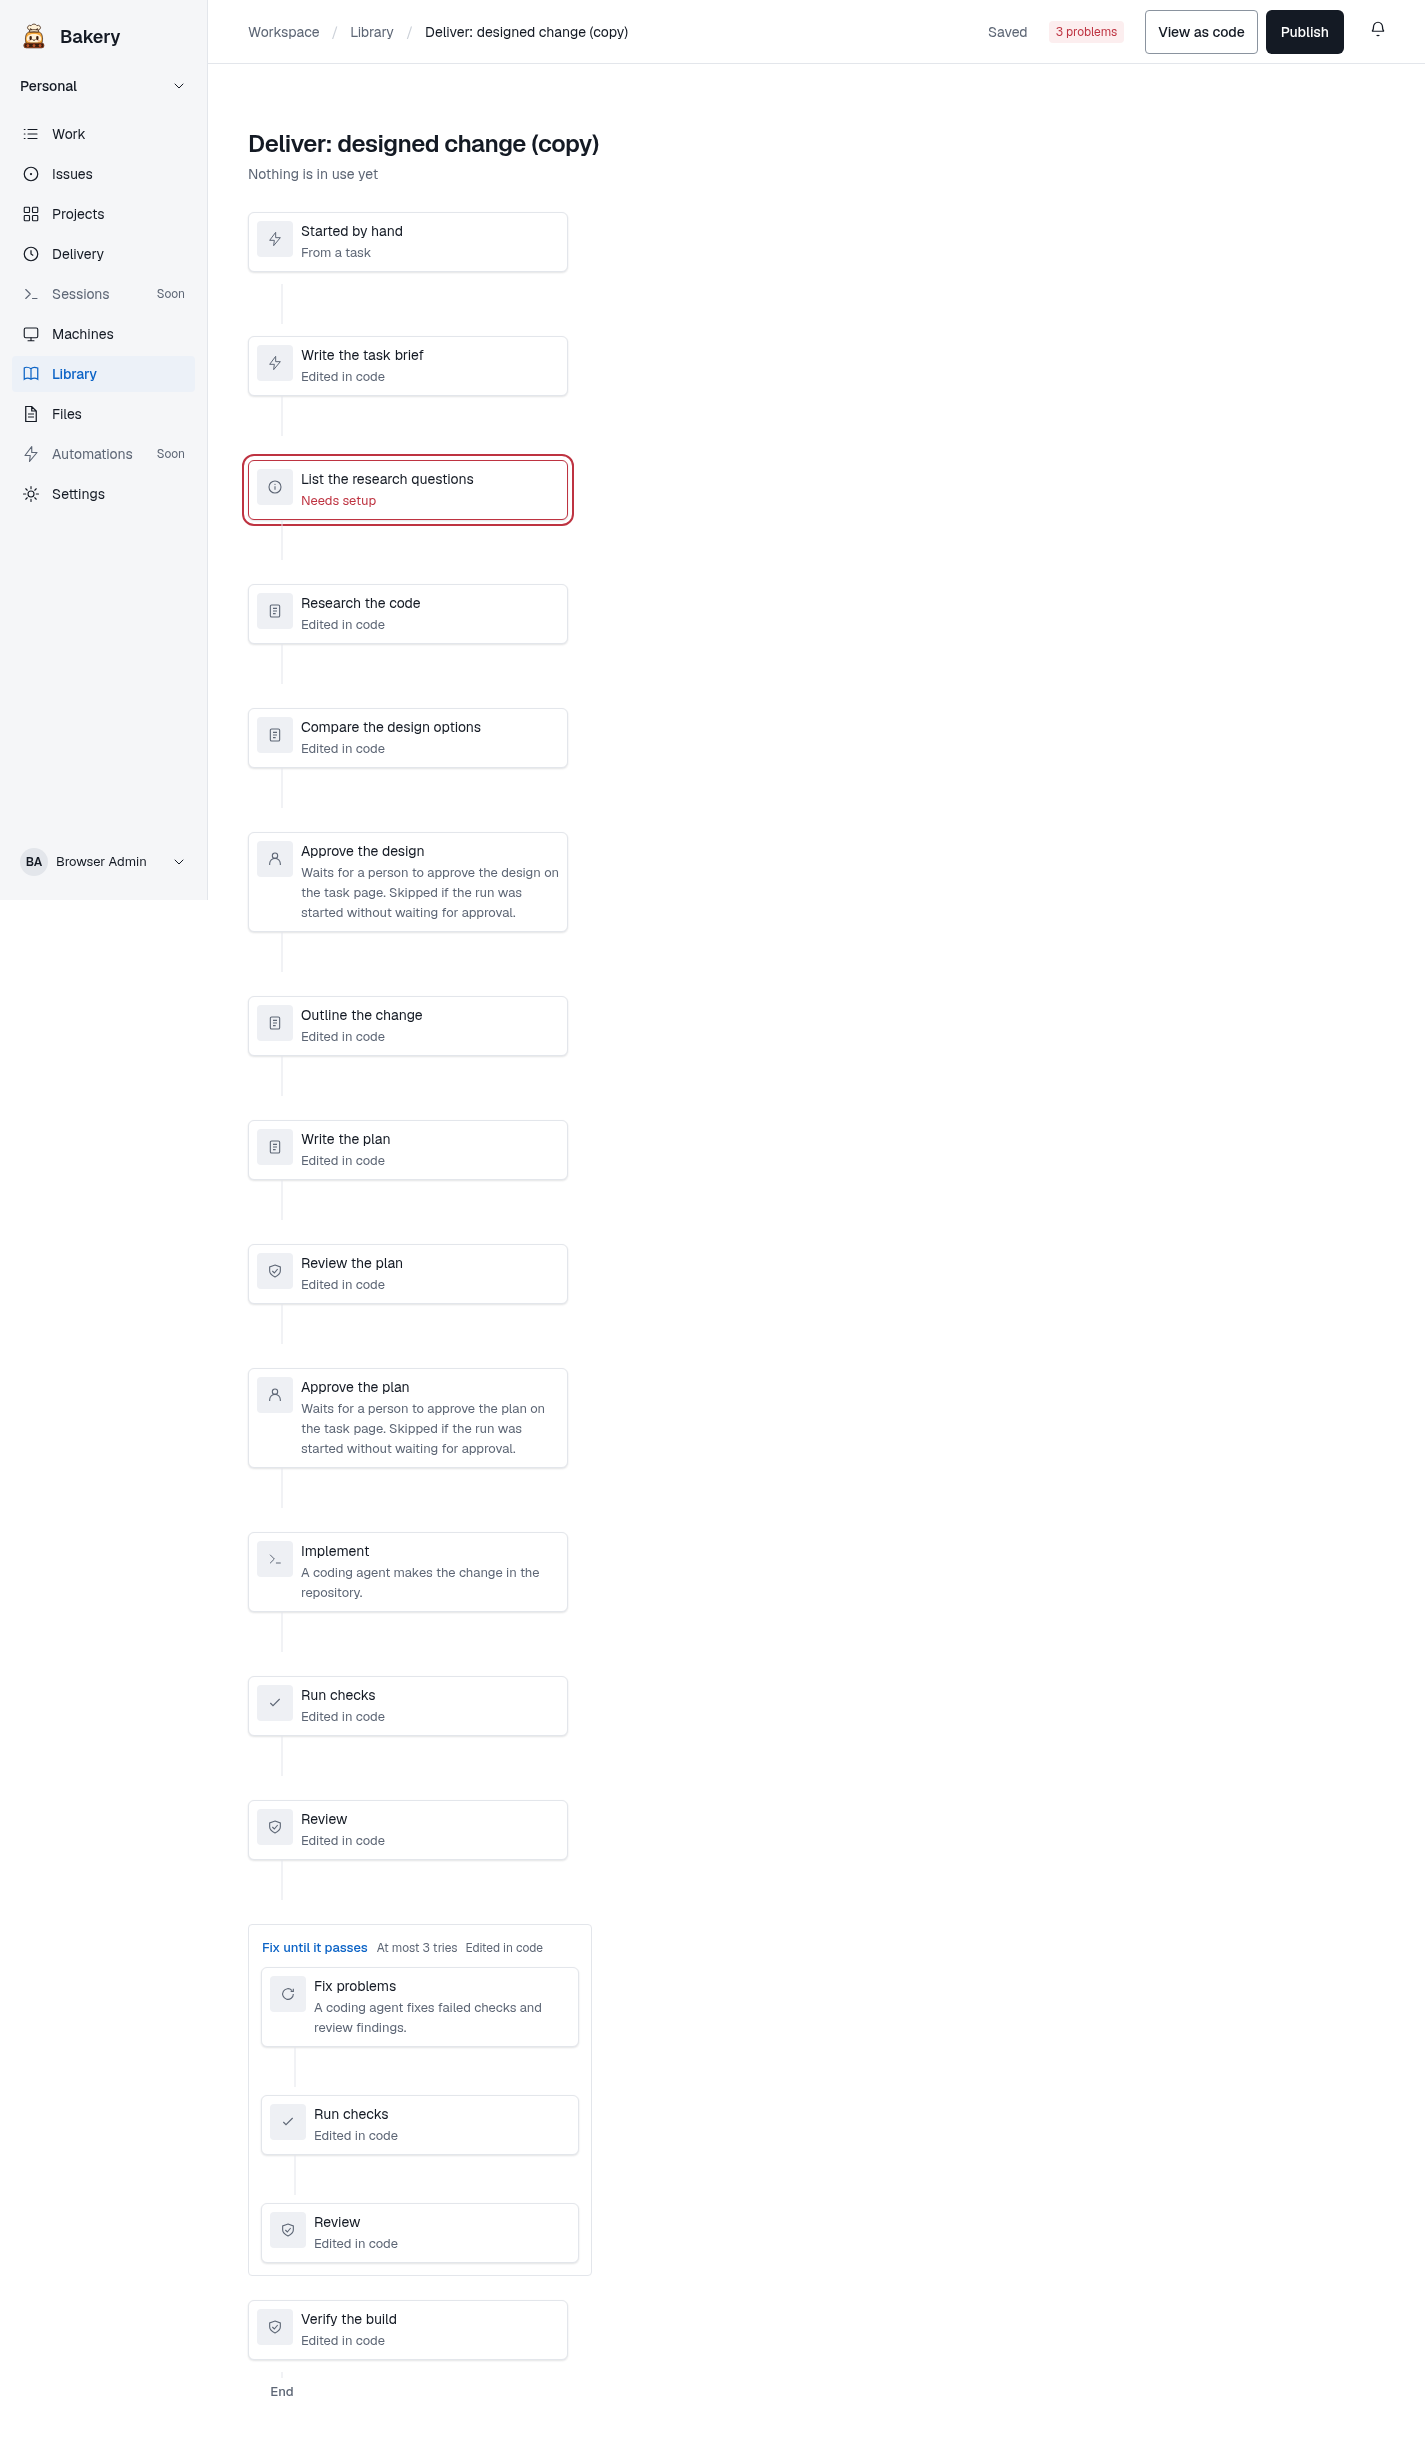 Bakery
Personal
Work
Issues
Projects
Delivery
Sessions Soon
Machines
Library
Files
Automations Soon
Settings
BA Browser Admin
Workspace / Library / Deliver: designed change (copy)
Saved 3 problems View as code Publish
Deliver: designed change (copy)
Nothing is in use yet
Started by hand
From a task
Write the task brief
Edited in code
List the research questions
Needs setup
Research the code
Edited in code
Compare the design options
Edited in code
Approve the design
Waits for a person to approve the design on
the task page. Skipped if the run was
started without waiting for approval.
Outline the change
Edited in code
Write the plan
Edited in code
Review the plan
Edited in code
Approve the plan
Waits for a person to approve the plan on
the task page. Skipped if the run was
started without waiting for approval.
Implement
A coding agent makes the change in the
repository.
Run checks
Edited in code
Review
Edited in code
Fix until it passes At most 3 tries Edited in code
Fix problems
A coding agent fixes failed checks and
review findings.
Run checks
Edited in code
Review
Edited in code
Verify the build
Edited in code
End